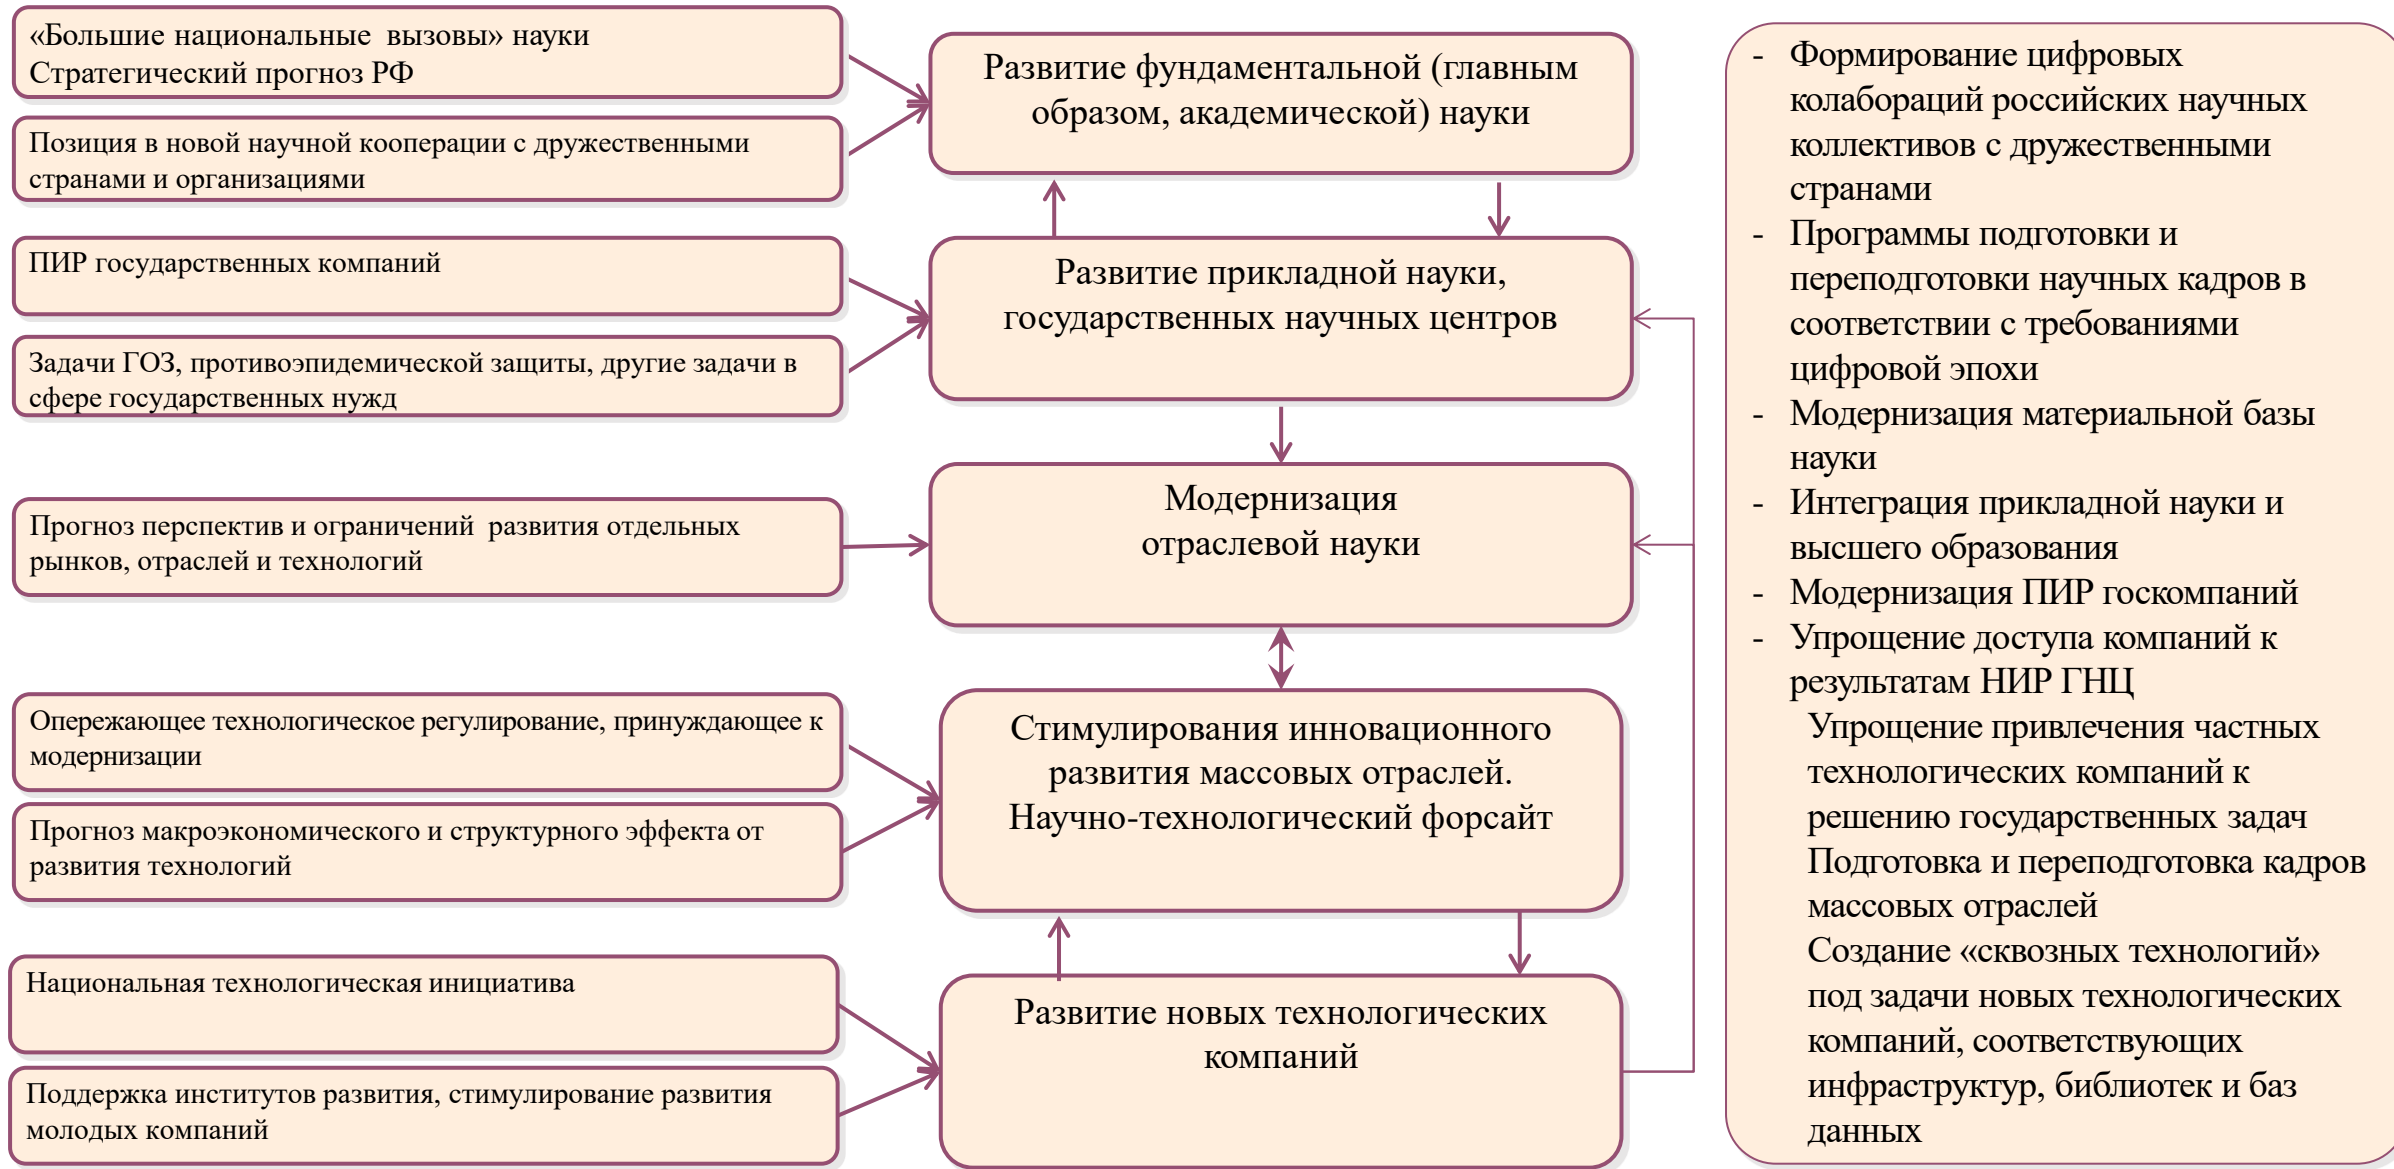 «Большие национальные  вызовы» науки
Стратегический прогноз РФ
Позиция в новой научной кооперации с дружественными
странами и организациями
ПИР государственных компаний
Задачи ГОЗ, противоэпидемической защиты, другие задачи в
сфере государственных нужд
Прогноз перспектив и ограничений  развития отдельных
рынков, отраслей и технологий
Опережающее технологическое регулирование, принуждающее к
модернизации
Прогноз макроэкономического и структурного эффекта от
развития технологий
Национальная технологическая инициатива
Поддержка институтов развития, стимулирование развития
молодых компаний
Развитие фундаментальной (главным
образом, академической) науки
Развитие прикладной науки,
государственных научных центров
Модернизация
отраслевой науки
Стимулирования инновационного
развития массовых отраслей.
Научно-технологический форсайт
Развитие новых технологических
компаний
- Формирование цифровых
колабораций российских научных
коллективов с дружественными
странами
- Программы подготовки и
переподготовки научных кадров в
соответствии с требованиями
цифровой эпохи
- Модернизация материальной базы
науки
- Интеграция прикладной науки и
высшего образования
- Модернизация ПИР госкомпаний
- Упрощение доступа компаний к
результатам НИР ГНЦ
Упрощение привлечения частных
технологических компаний к
решению государственных задач
Подготовка и переподготовка кадров
массовых отраслей
Создание «сквозных технологий»
под задачи новых технологических
компаний, соответствующих
инфраструктур, библиотек и баз
данных